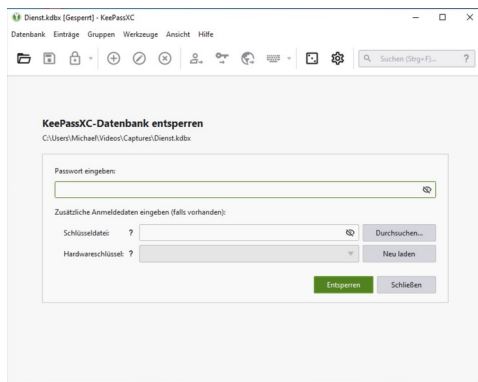 Dienst.kdbx [Gesperrt] - KeePassXC
Datenbank Einträge Gruppen Werkzeuge Ansicht Hilfe
Suchen (Strg+F)... ?
KeePassXC-Datenbank entsperren
C:\Users\Michael\Videos\Captures\Dienst.kdbx
Passwort eingeben:
Zusätzliche Anmeldedaten eingeben (falls vorhanden):
Schlüsseldatei: ? Durchsuchen...
Hardwareschlüssel: ? Neu laden
Entsperren Schließen